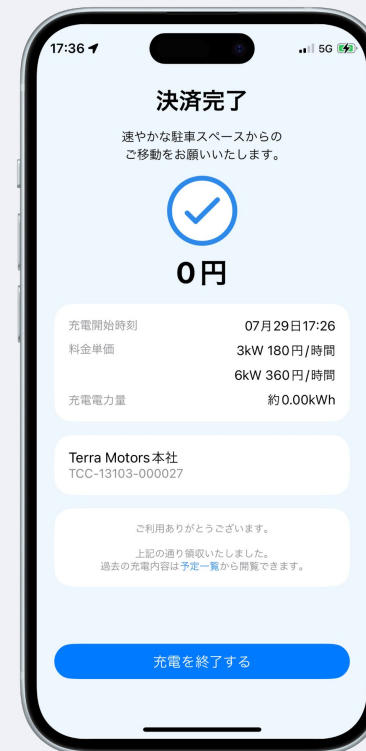 17:36
5G
決済完了
速やかな駐車スペースからの
ご移動をお願いいたします。
0円
充電開始時刻 07月29日17:26
料金単価 3kW 180円/時間
6kW 360円/時間
充電電力量 約0.00kWh
Terra Motors本社
TCC-13103-000027
ご利用ありがとうございます。
上記の通り領収いたしました。
過去の充電内容は予定一覧から閲覧できます。
充電を終了する